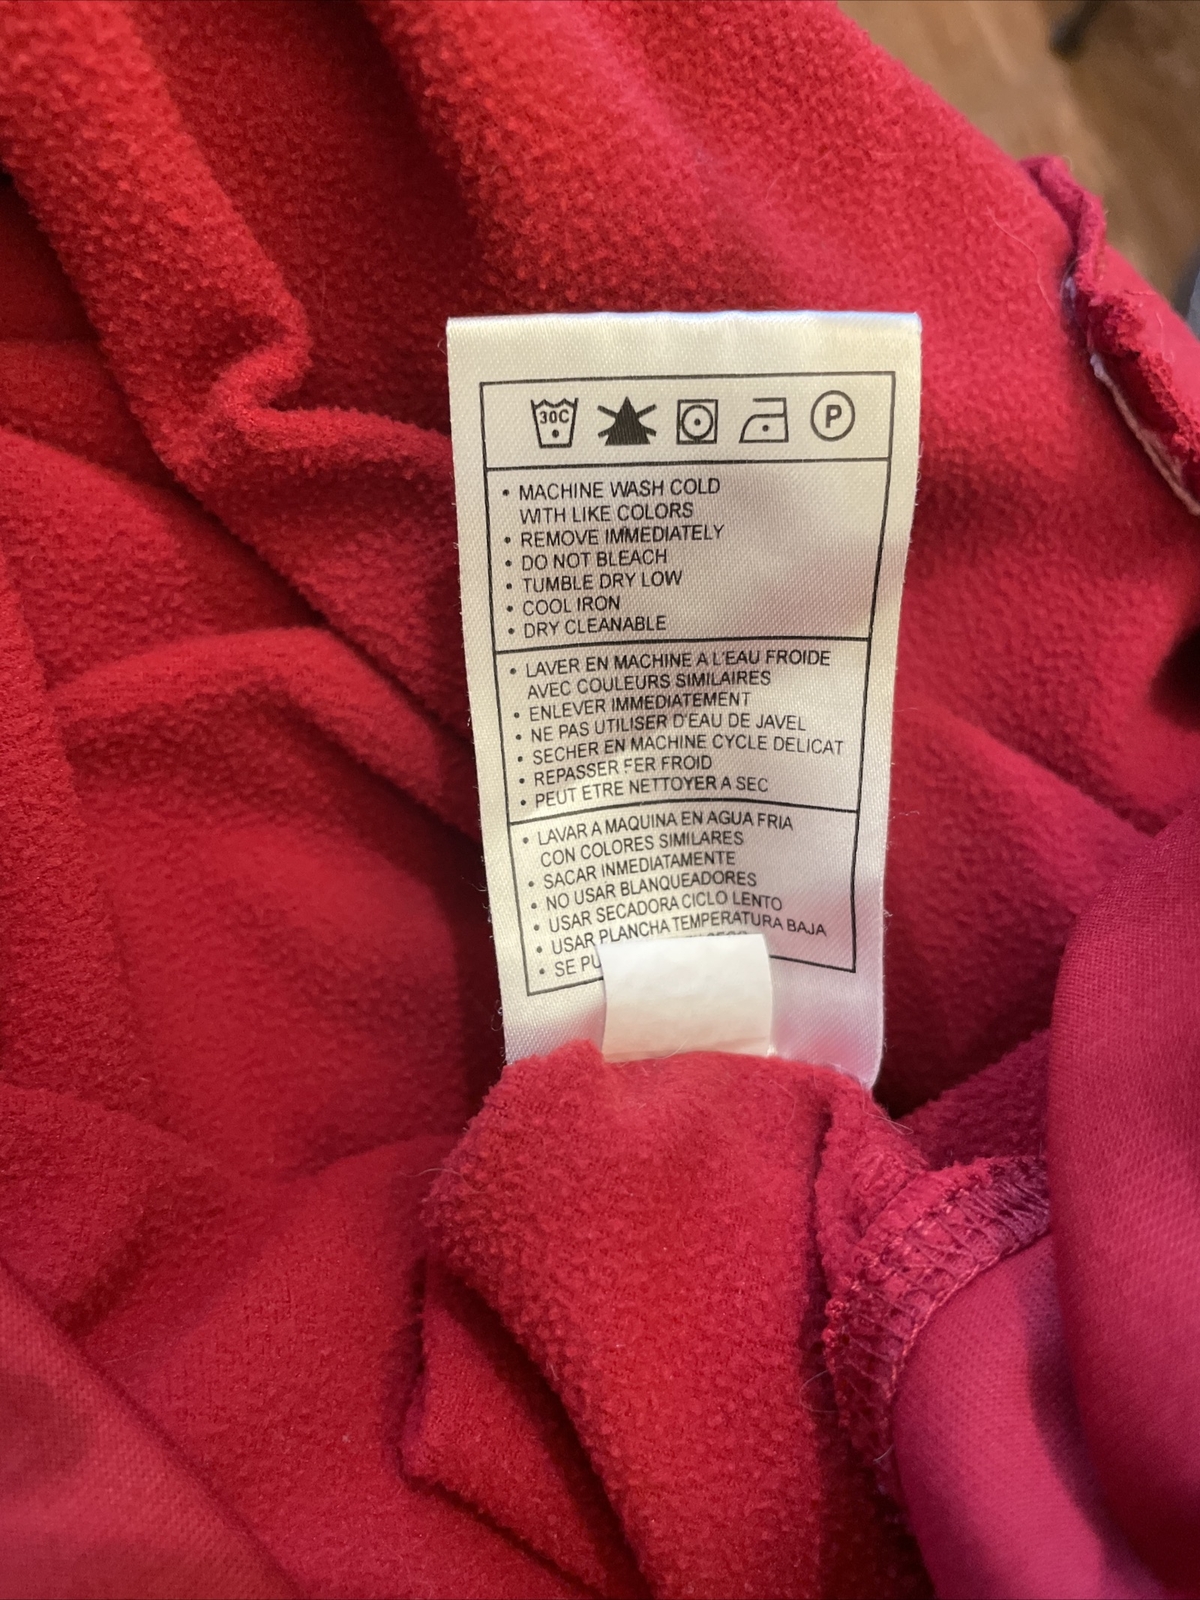 30C
P
• MACHINE WASH COLD
WITH LIKE COLORS
• REMOVE IMMEDIATELY
• DO NOT BLEACH
• TUMBLE DRY LOW
• COOL IRON
• DRY CLEANABLE
• LAVER EN MACHINE A L'EAU FROIDE
AVEC COULEURS SIMILAIRES
• ENLEVER IMMEDIATEMENT
• NE PAS UTILISER D'EAU DE JAVEL
• SECHER EN MACHINE CYCLE DELICAT
• REPASSER FER FROID
• PEUT ETRE NETTOYER A SEC
• LAVAR A MAQUINA EN AGUA FRIA
CON COLORES SIMILARES
• SACAR INMEDIATAMENTE
• NO USAR BLANQUEADORES
• USAR SECADORA CICLO LENTO
• USAR PLANCHA TEMPERATURA BAJA
• SE